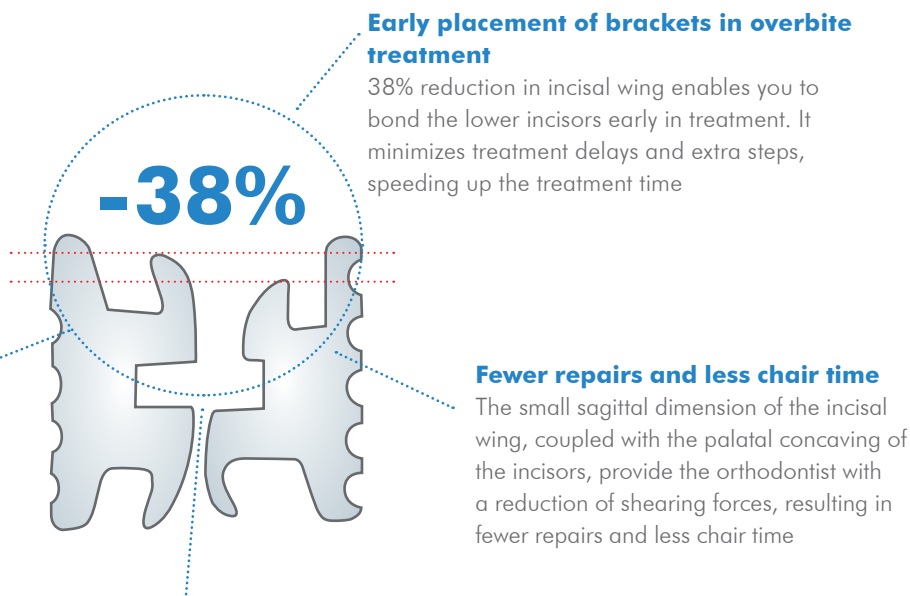 Early placement of brackets in overbite
treatment
38% reduction in incisal wing enables you to
bond the lower incisors early in treatment. It
minimizes treatment delays and extra steps,
speeding up the treatment time
-38%
Fewer repairs and less chair time
The small sagittal dimension of the incisal
wing, coupled with the palatal concaving of
the incisors, provide the orthodontist with
a reduction of shearing forces, resulting in
fewer repairs and less chair time